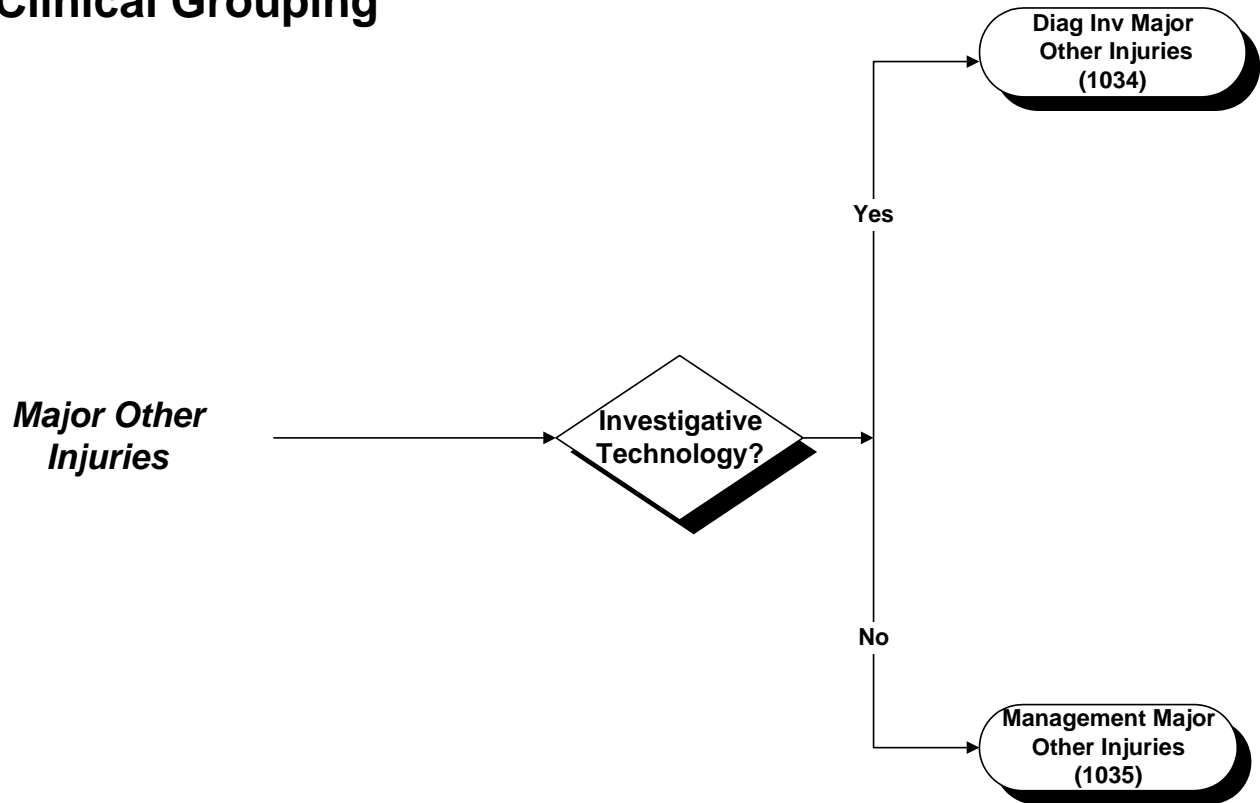 Clinical Grouping
Diag Inv Major
Other Injuries
(1034)
Yes
Major Other
Injuries
Investigative
Technology?
No
Management Major
Other Injuries
(1035)